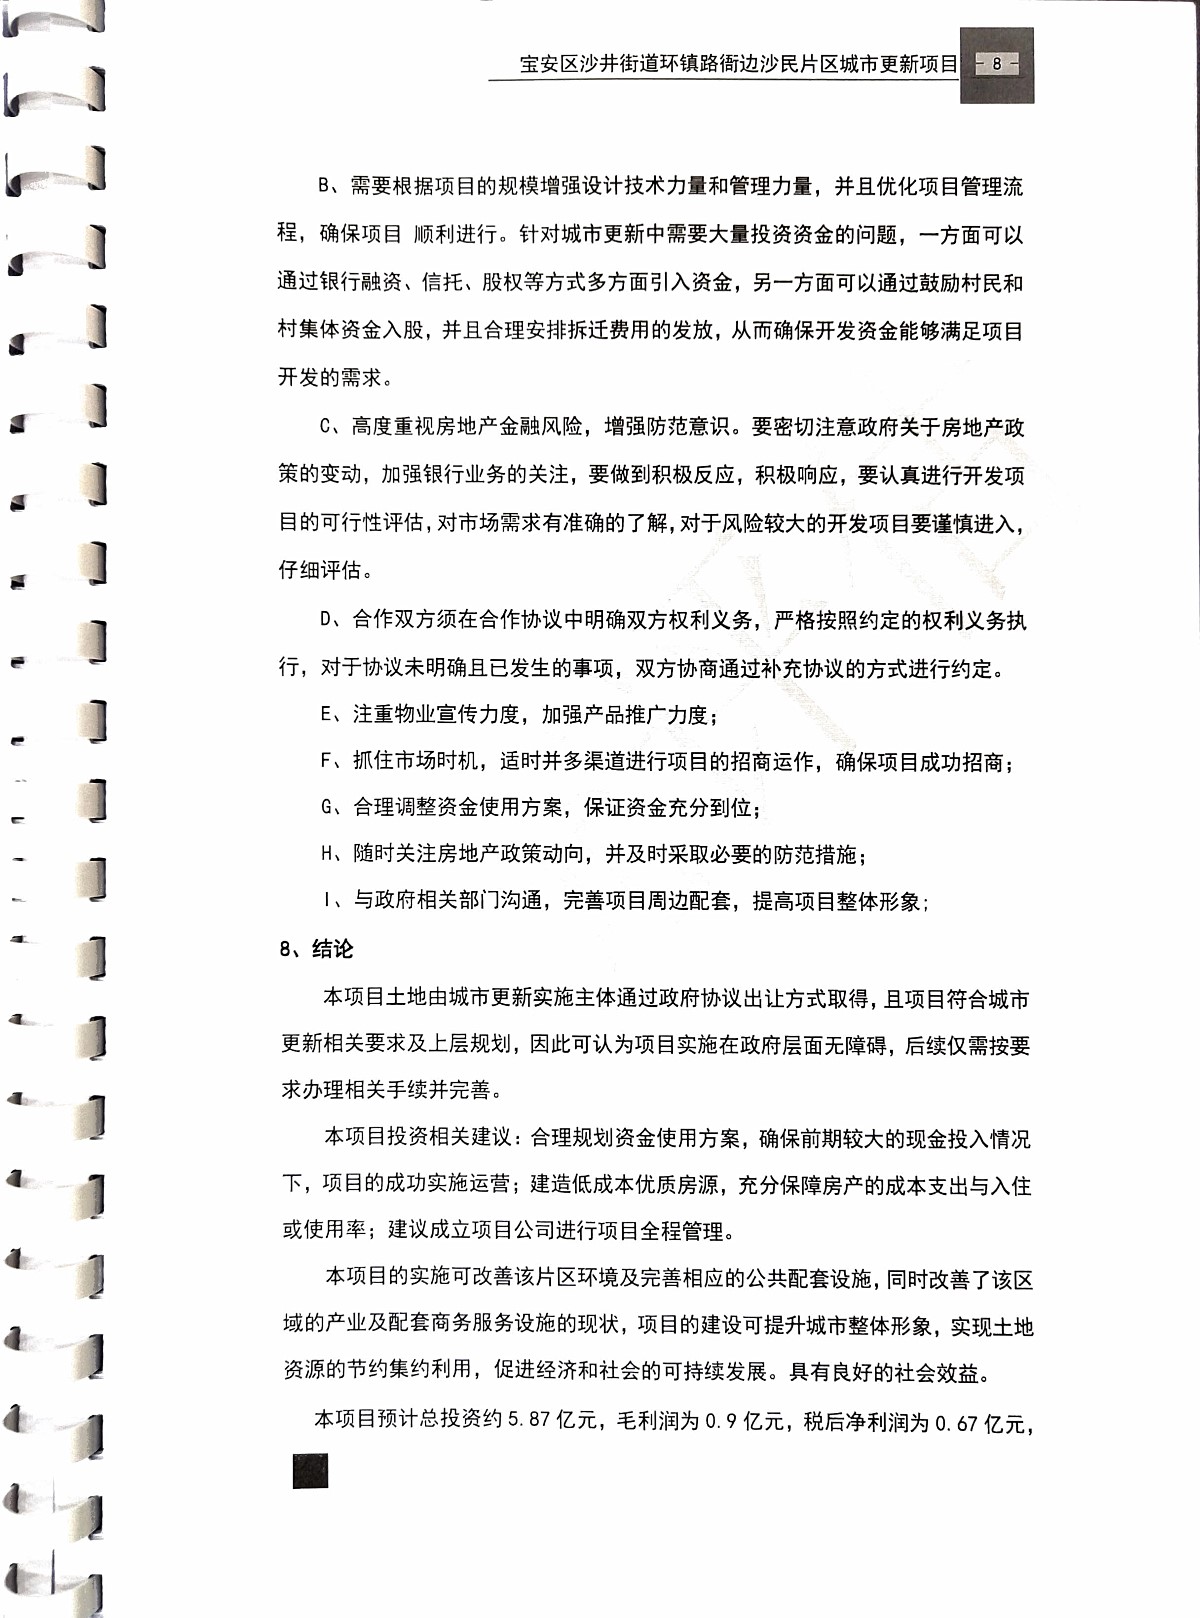 宝安区沙井街道环镇路衙边沙民片区城市更新项目
- 8 -
B、需要根据项目的规模增强设计技术力量和管理力量，并且优化项目管理流
程，确保项目 顺利进行。针对城市更新中需要大量投资资金的问题，一方面可以
通过银行融资、信托、股权等方式多方面引入资金，另一方面可以通过鼓励村民和
村集体资金入股，并且合理安排拆迁费用的发放，从而确保开发资金能够满足项目
开发的需求。
C、高度重视房地产金融风险，增强防范意识。要密切注意政府关于房地产政
策的变动，加强银行业务的关注，要做到积极反应，积极响应，要认真进行开发项
目的可行性评估，对市场需求有准确的了解，对于风险较大的开发项目要谨慎进入，
仔细评估。
D、合作双方须在合作协议中明确双方权利义务，严格按照约定的权利义务执
行，对于协议未明确且已发生的事项，双方协商通过补充协议的方式进行约定。
E、注重物业宣传力度，加强产品推广力度；
F、抓住市场时机，适时并多渠道进行项目的招商运作，确保项目成功招商；
G、合理调整资金使用方案，保证资金充分到位；
H、随时关注房地产政策动向，并及时采取必要的防范措施；
I、与政府相关部门沟通，完善项目周边配套，提高项目整体形象；
8、结论
本项目土地由城市更新实施主体通过政府协议出让方式取得，且项目符合城市
更新相关要求及上层规划，因此可认为项目实施在政府层面无障碍，后续仅需按要
求办理相关手续并完善。
本项目投资相关建议：合理规划资金使用方案，确保前期较大的现金投入情况
下，项目的成功实施运营；建造低成本优质房源，充分保障房产的成本支出与入住
或使用率；建议成立项目公司进行项目全程管理。
本项目的实施可改善该片区环境及完善相应的公共配套设施，同时改善了该区
域的产业及配套商务服务设施的现状，项目的建设可提升城市整体形象，实现土地
资源的节约集约利用，促进经济和社会的可持续发展。具有良好的社会效益。
本项目预计总投资约 5.87 亿元，毛利润为 0.9 亿元，税后净利润为 0.67 亿元，